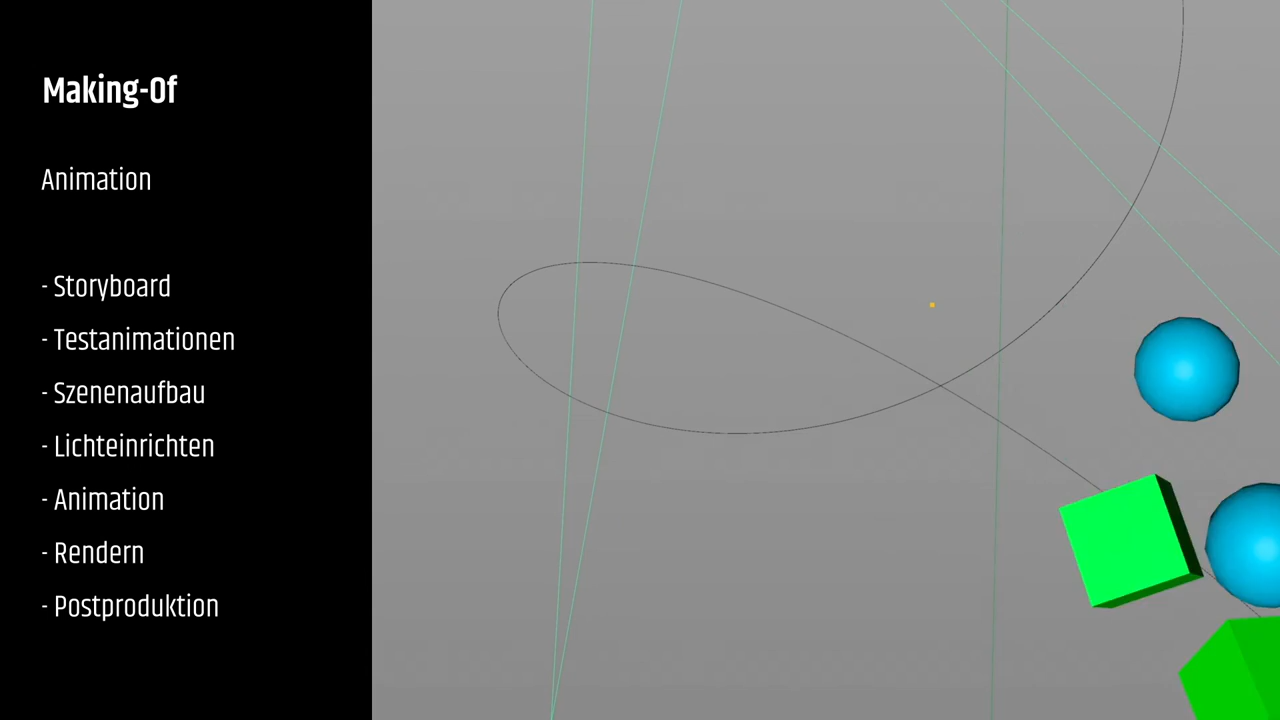 Making-Of
Animation
- Storyboard
- Testanimationen
- Szenenaufbau
- Lichteinrichten
- Animation
- Rendern
- Postproduktion